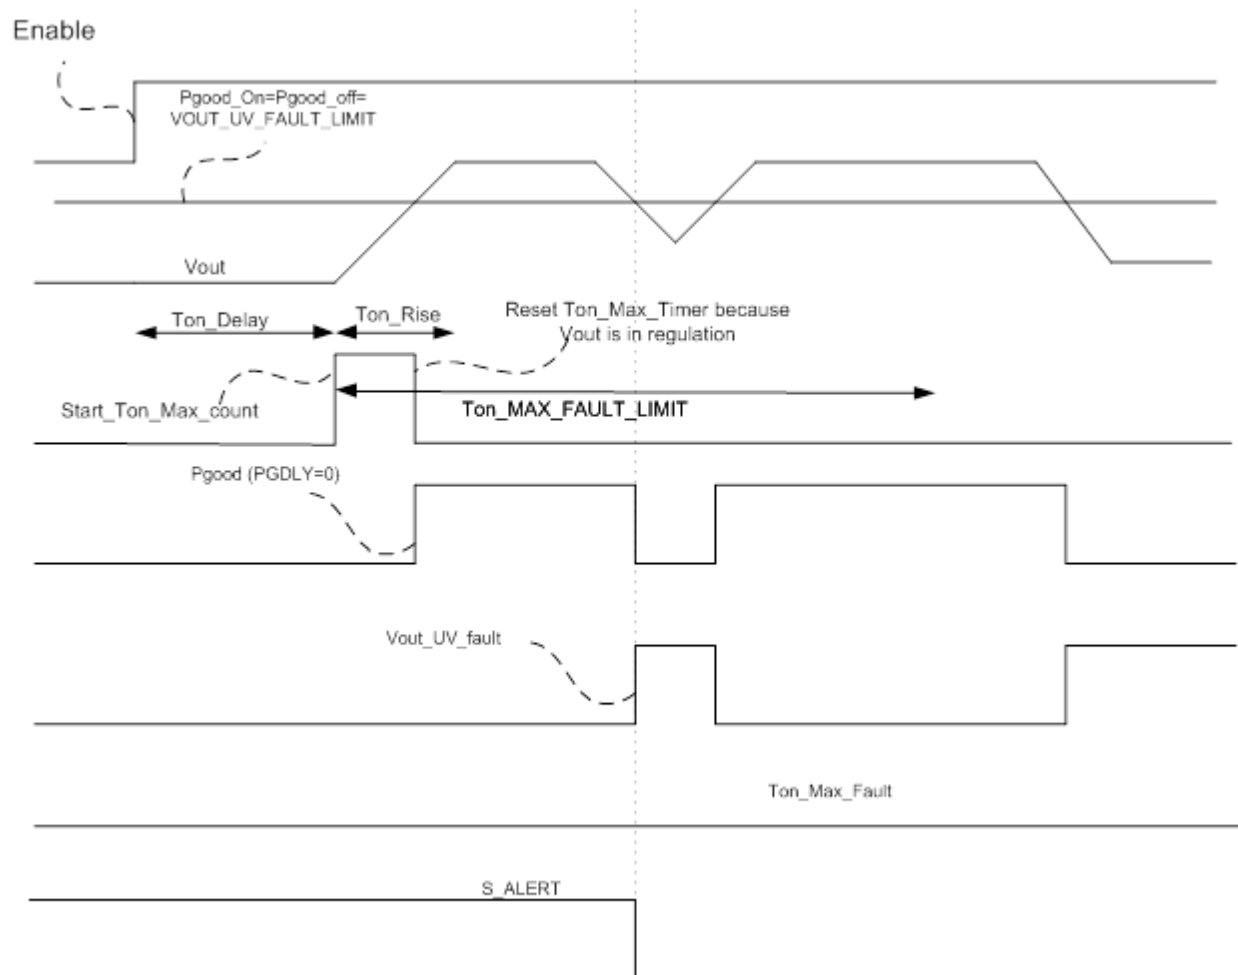 Enable
Pgood_On=Pgood_off=
VOUT_UV_FAULT_LIMIT
Vout
Ton_Delay
Ton_Rise
Reset Ton_Max_Timer because
Vout is in regulation
Start_Ton_Max_count
Ton_MAX_FAULT_LIMIT
Pgood (PGDLY=0)
Vout_UV_fault
Ton_Max_Fault
S_ALERT